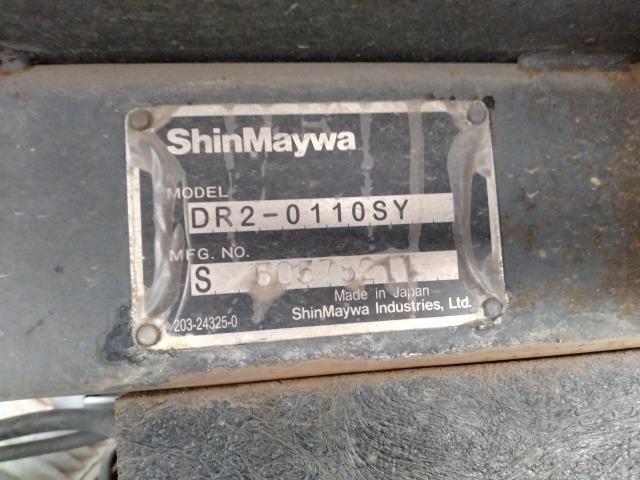 ShinMaywa
MODEL
DR2-0110SY
MFG. NO.
S
Made in Japan
203-24325-0 ShinMaywa Industries, Ltd.